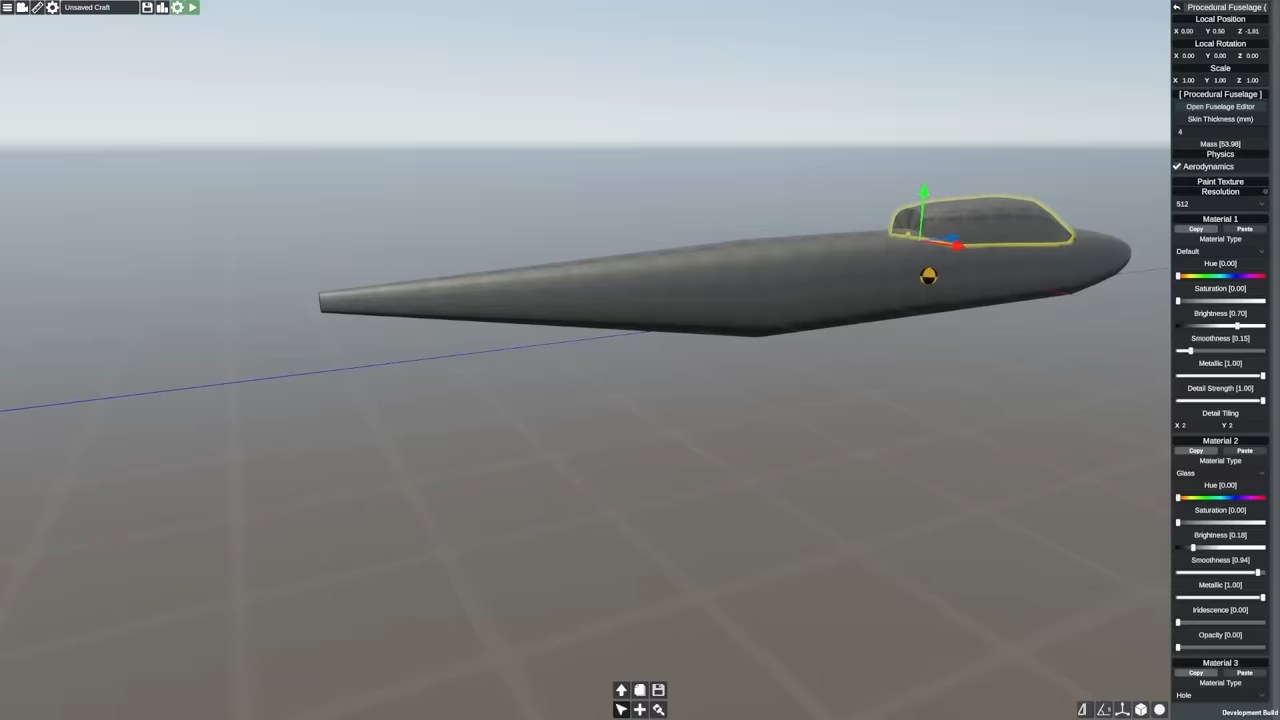 Unsaved Craft
Procedural Fuselage (
Local Position
X 0.00 Y 0.50 Z -1.81
Local Rotation
X 0.00 Y 0.00 Z 0.00
Scale
X 1.00 Y 1.00 Z 1.00
[ Procedural Fuselage ]
Open Fuselage Editor
Skin Thickness (mm)
4
Mass [53.98]
Physics
Aerodynamics
Paint Texture
Resolution
512
Material 1
Copy Paste
Material Type
Default
Hue [0.00]
Saturation [0.00]
Brightness [0.70]
Smoothness [0.15]
Metallic [1.00]
Detail Strength [1.00]
Detail Tiling
X 2 Y 2
Material 2
Copy Paste
Material Type
Glass
Hue [0.00]
Saturation [0.00]
Brightness [0.18]
Smoothness [0.94]
Metallic [1.00]
Iridescence [0.00]
Opacity [0.00]
Material 3
Copy Paste
Material Type
Hole
Development Build